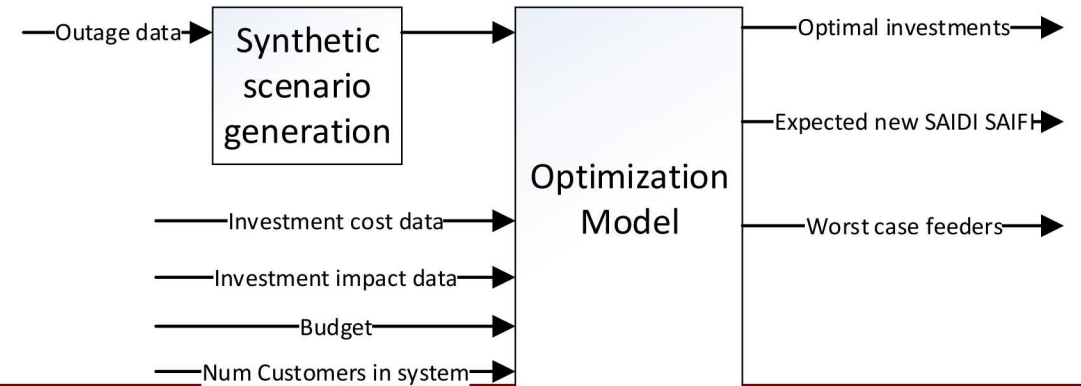 Outage data
Synthetic
scenario
generation
Optimal investments
Expected new SAIDI SAIFI
Optimization
Model
Worst case feeders
Investment cost data
Investment impact data
Budget
Num Customers in system